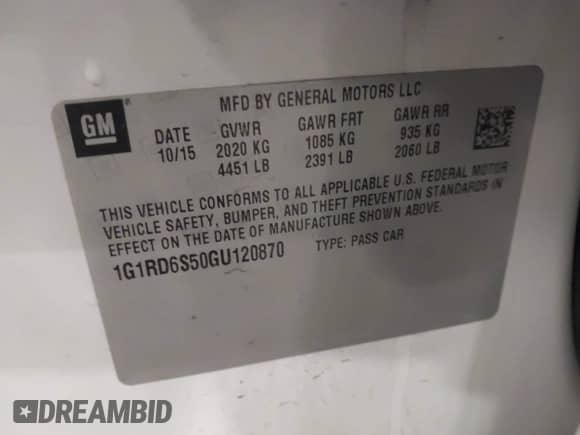 GM
MFD BY GENERAL MOTORS LLC
DATE GVWR GAWR FRT GAWR RR
10/15 2020 KG 1085 KG 935 KG
4451 LB 2391 LB 2060 LB
THIS VEHICLE CONFORMS TO ALL APPLICABLE U.S. FEDERAL MOTOR
VEHICLE SAFETY, BUMPER, AND THEFT PREVENTION STANDARDS IN
EFFECT ON THE DATE OF MANUFACTURE SHOWN ABOVE.
1G1RD6S50GU120870 TYPE: PASS CAR
DREAMBID